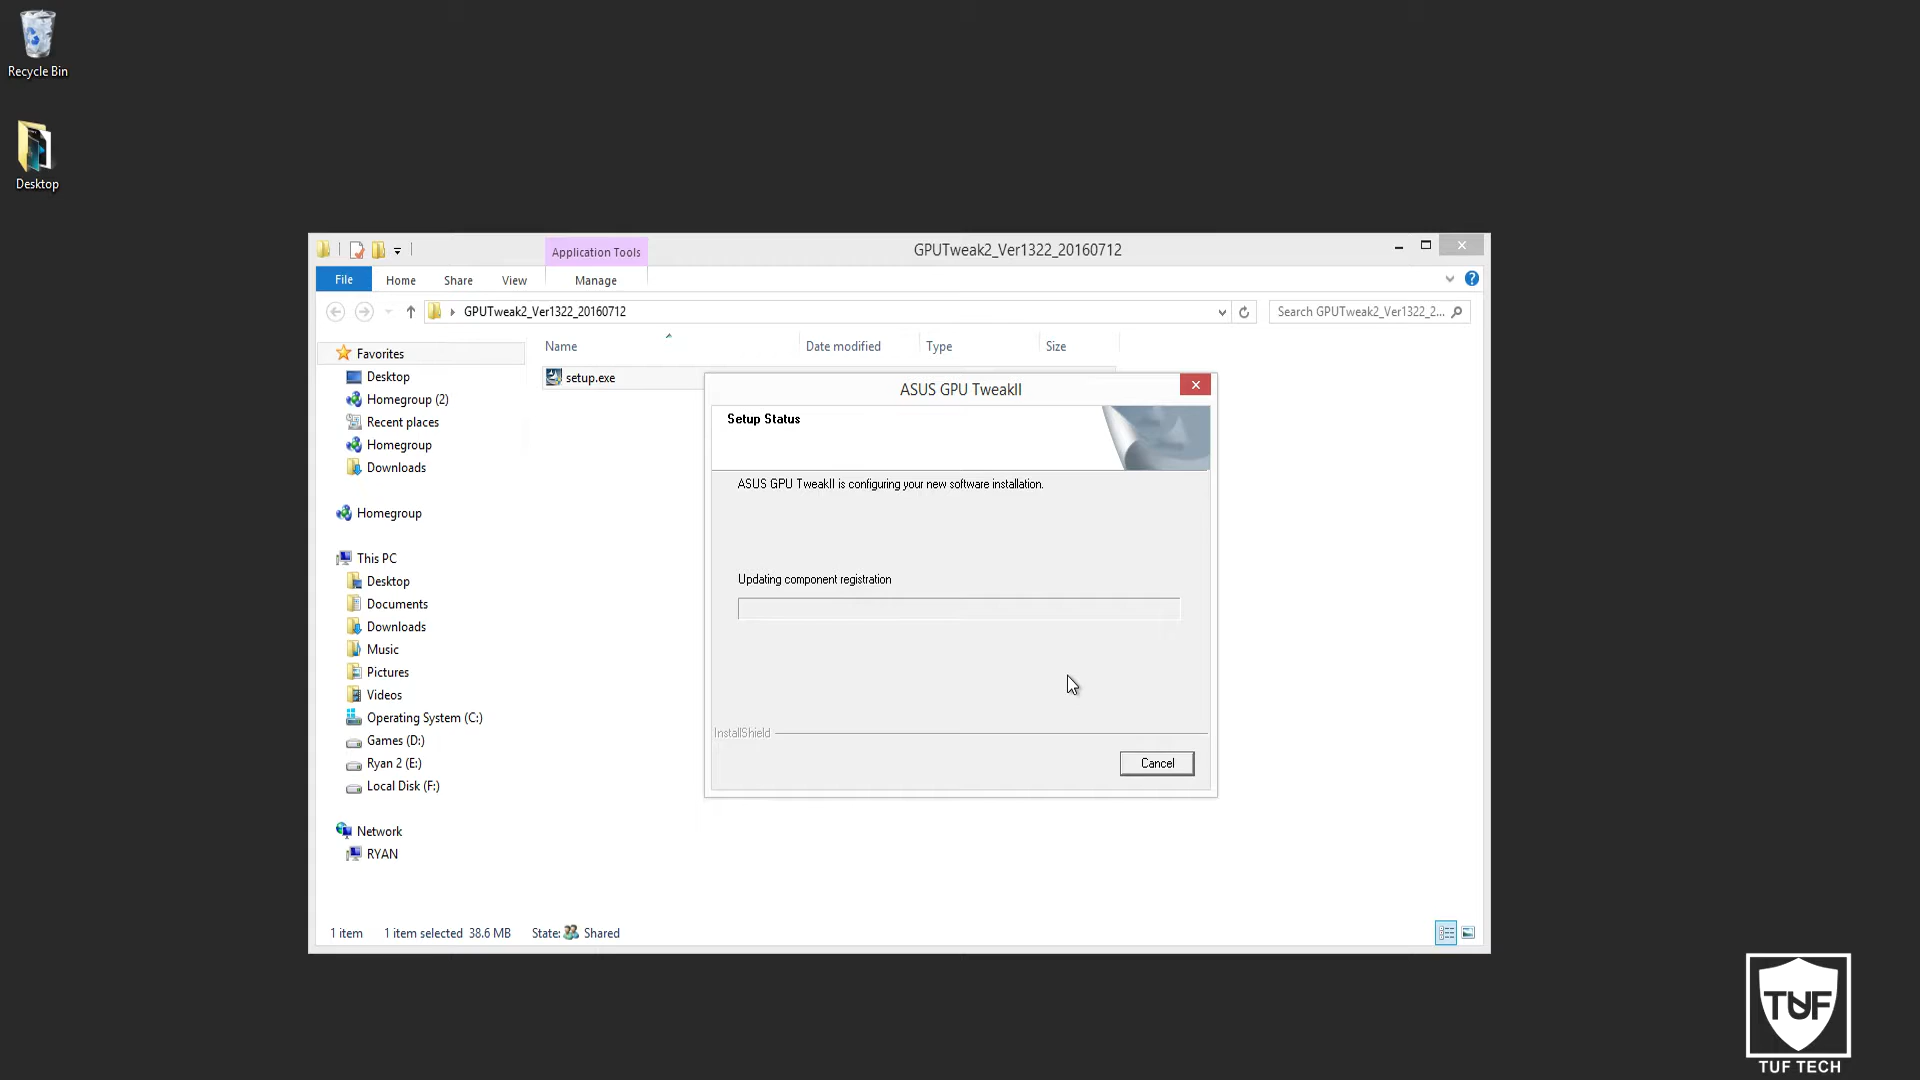 Recycle Bin
Desktop
Application Tools
GPUTweak2_Ver1322_20160712
File
Home
Share
View
Manage
GPUTweak2_Ver1322_20160712
Search GPUTweak2_Ver1322_2...
Name
Date modified
Type
Size
setup.exe
Favorites
Desktop
Homegroup (2)
Recent places
Homegroup
Downloads
Homegroup
This PC
Desktop
Documents
Downloads
Music
Pictures
Videos
Operating System (C:)
Games (D:)
Ryan 2 (E:)
Local Disk (F:)
Network
RYAN
ASUS GPU TweakII
Setup Status
ASUS GPU TweakII is configuring your new software installation.
Updating component registration
InstallShield
Cancel
1 item
1 item selected 38.6 MB
State: Shared
TUF
TUF TECH